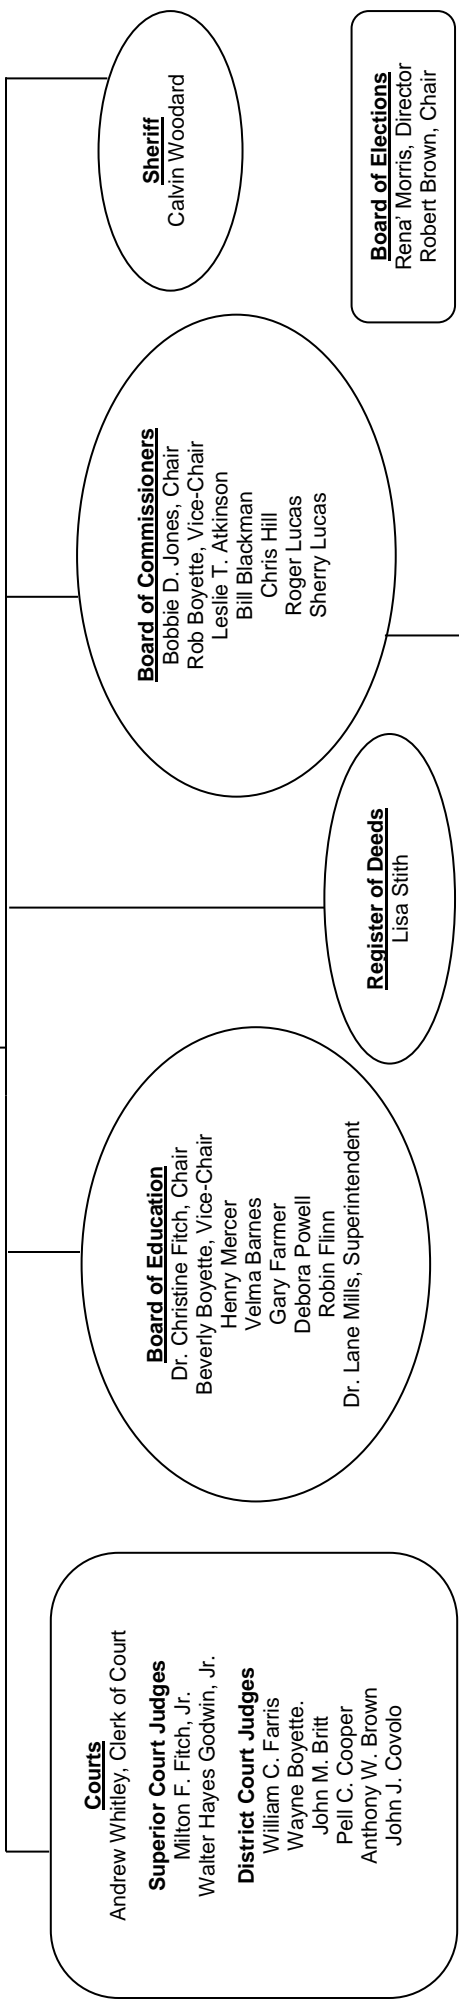 Courts
Andrew Whitley, Clerk of Court
Superior Court Judges
Milton F. Fitch, Jr.
Walter Hayes Godwin, Jr.
District Court Judges
William C. Farris
Wayne Boyette.
John M. Britt
Pell C. Cooper
Anthony W. Brown
John J. Covolo
Board of Education
Dr. Christine Fitch, Chair
Beverly Boyette, Vice-Chair
Henry Mercer
Velma Barnes
Gary Farmer
Debora Powell
Robin Flinn
Dr. Lane Mills, Superintendent
Register of Deeds
Lisa Stith
Board of Commissioners
Bobbie D. Jones, Chair
Rob Boyette, Vice-Chair
Leslie T. Atkinson
Bill Blackman
Chris Hill
Roger Lucas
Sherry Lucas
Sheriff
Calvin Woodard
Board of Elections
Rena’ Morris, Director
Robert Brown, Chair